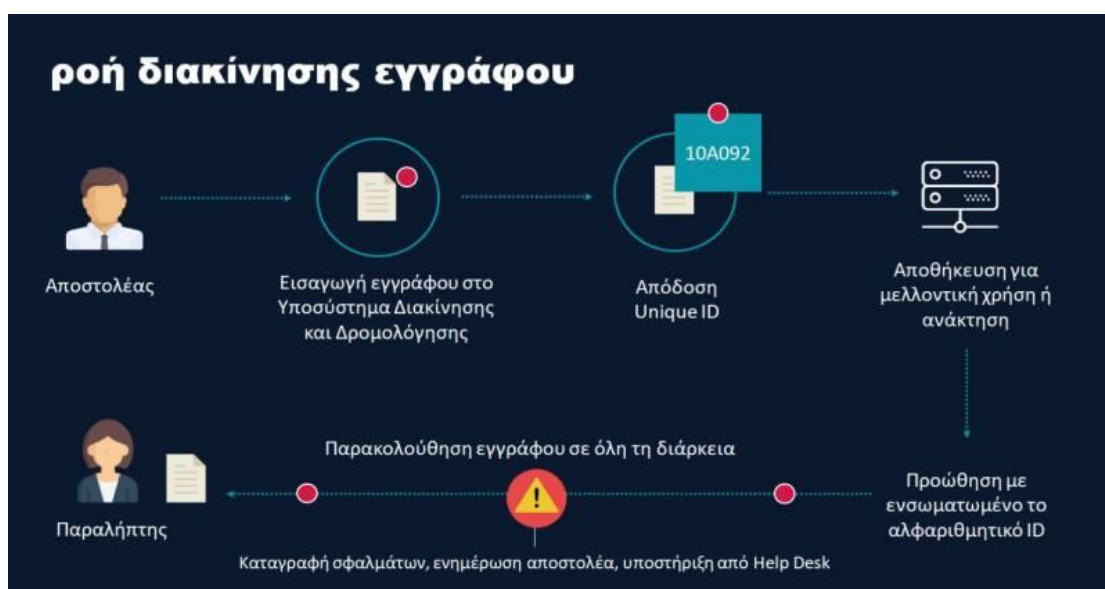 ροή διακίνησης εγγράφου
10A092
Αποστολέας
Εισαγωγή εγγράφου στο
Υποσύστημα Διακίνησης
και Δρομολόγησης
Απόδοση
Unique ID
Αποθήκευση για
μελλοντική χρήση ή
ανάκτηση
Παρακολούθηση εγγράφου σε όλη τη διάρκεια
Προώθηση με
ενσωματωμένο το
αλφαριθμητικό ID
Παραλήπτης
Καταγραφή σφαλμάτων, ενημέρωση αποστολέα, υποστήριξη από Help Desk